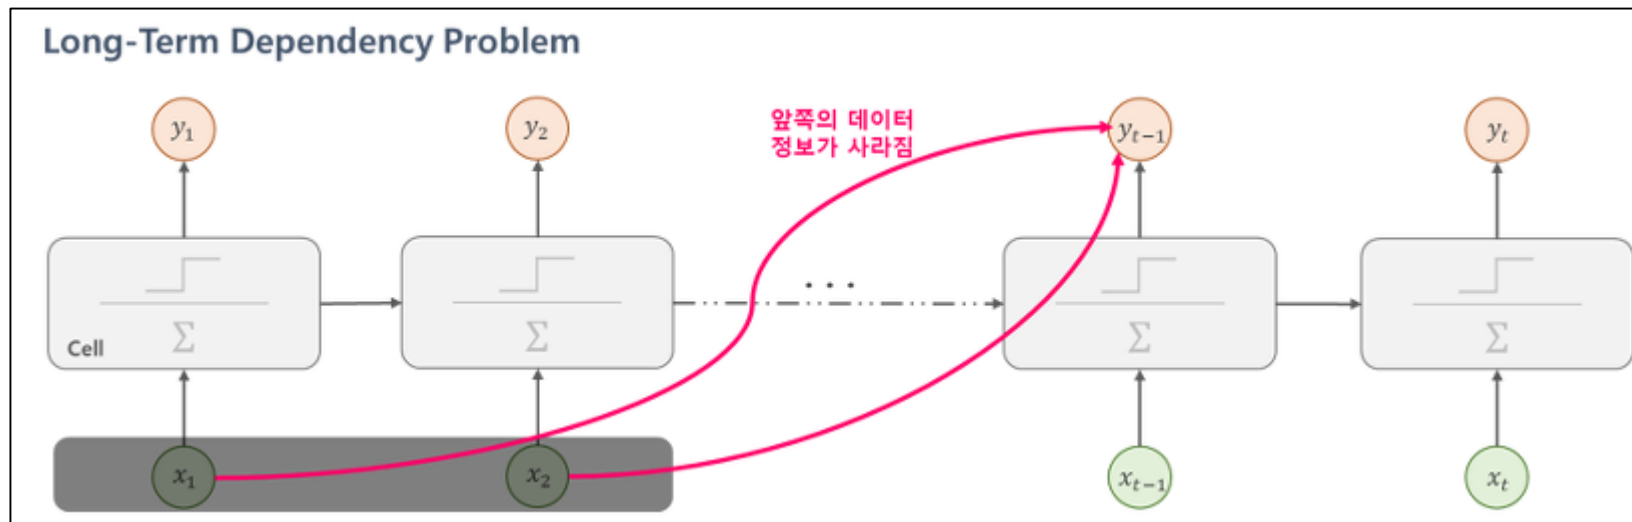 Long-Term Dependency Problem
y₁
y₂
앞쪽의 데이터
정보가 사라짐
yₜ₋₁
yₜ
...
Cell
Σ
Σ
Σ
Σ
x₁
x₂
xₜ₋₁
xₜ